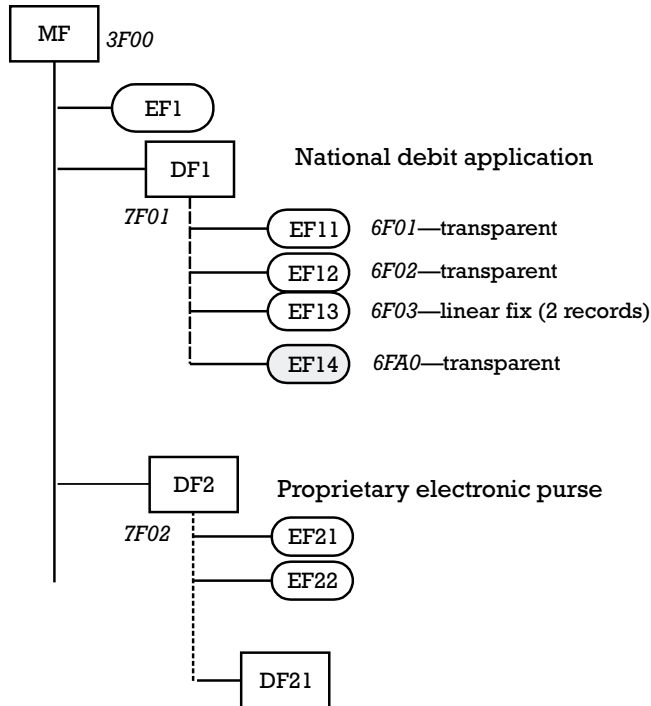 MF 3F00
EF1
National debit application
DF1
7F01
EF11 6F01—transparent
EF12 6F02—transparent
EF13 6F03—linear fix (2 records)
EF14 6FA0—transparent
DF2 Proprietary electronic purse
7F02
EF21
EF22
DF21